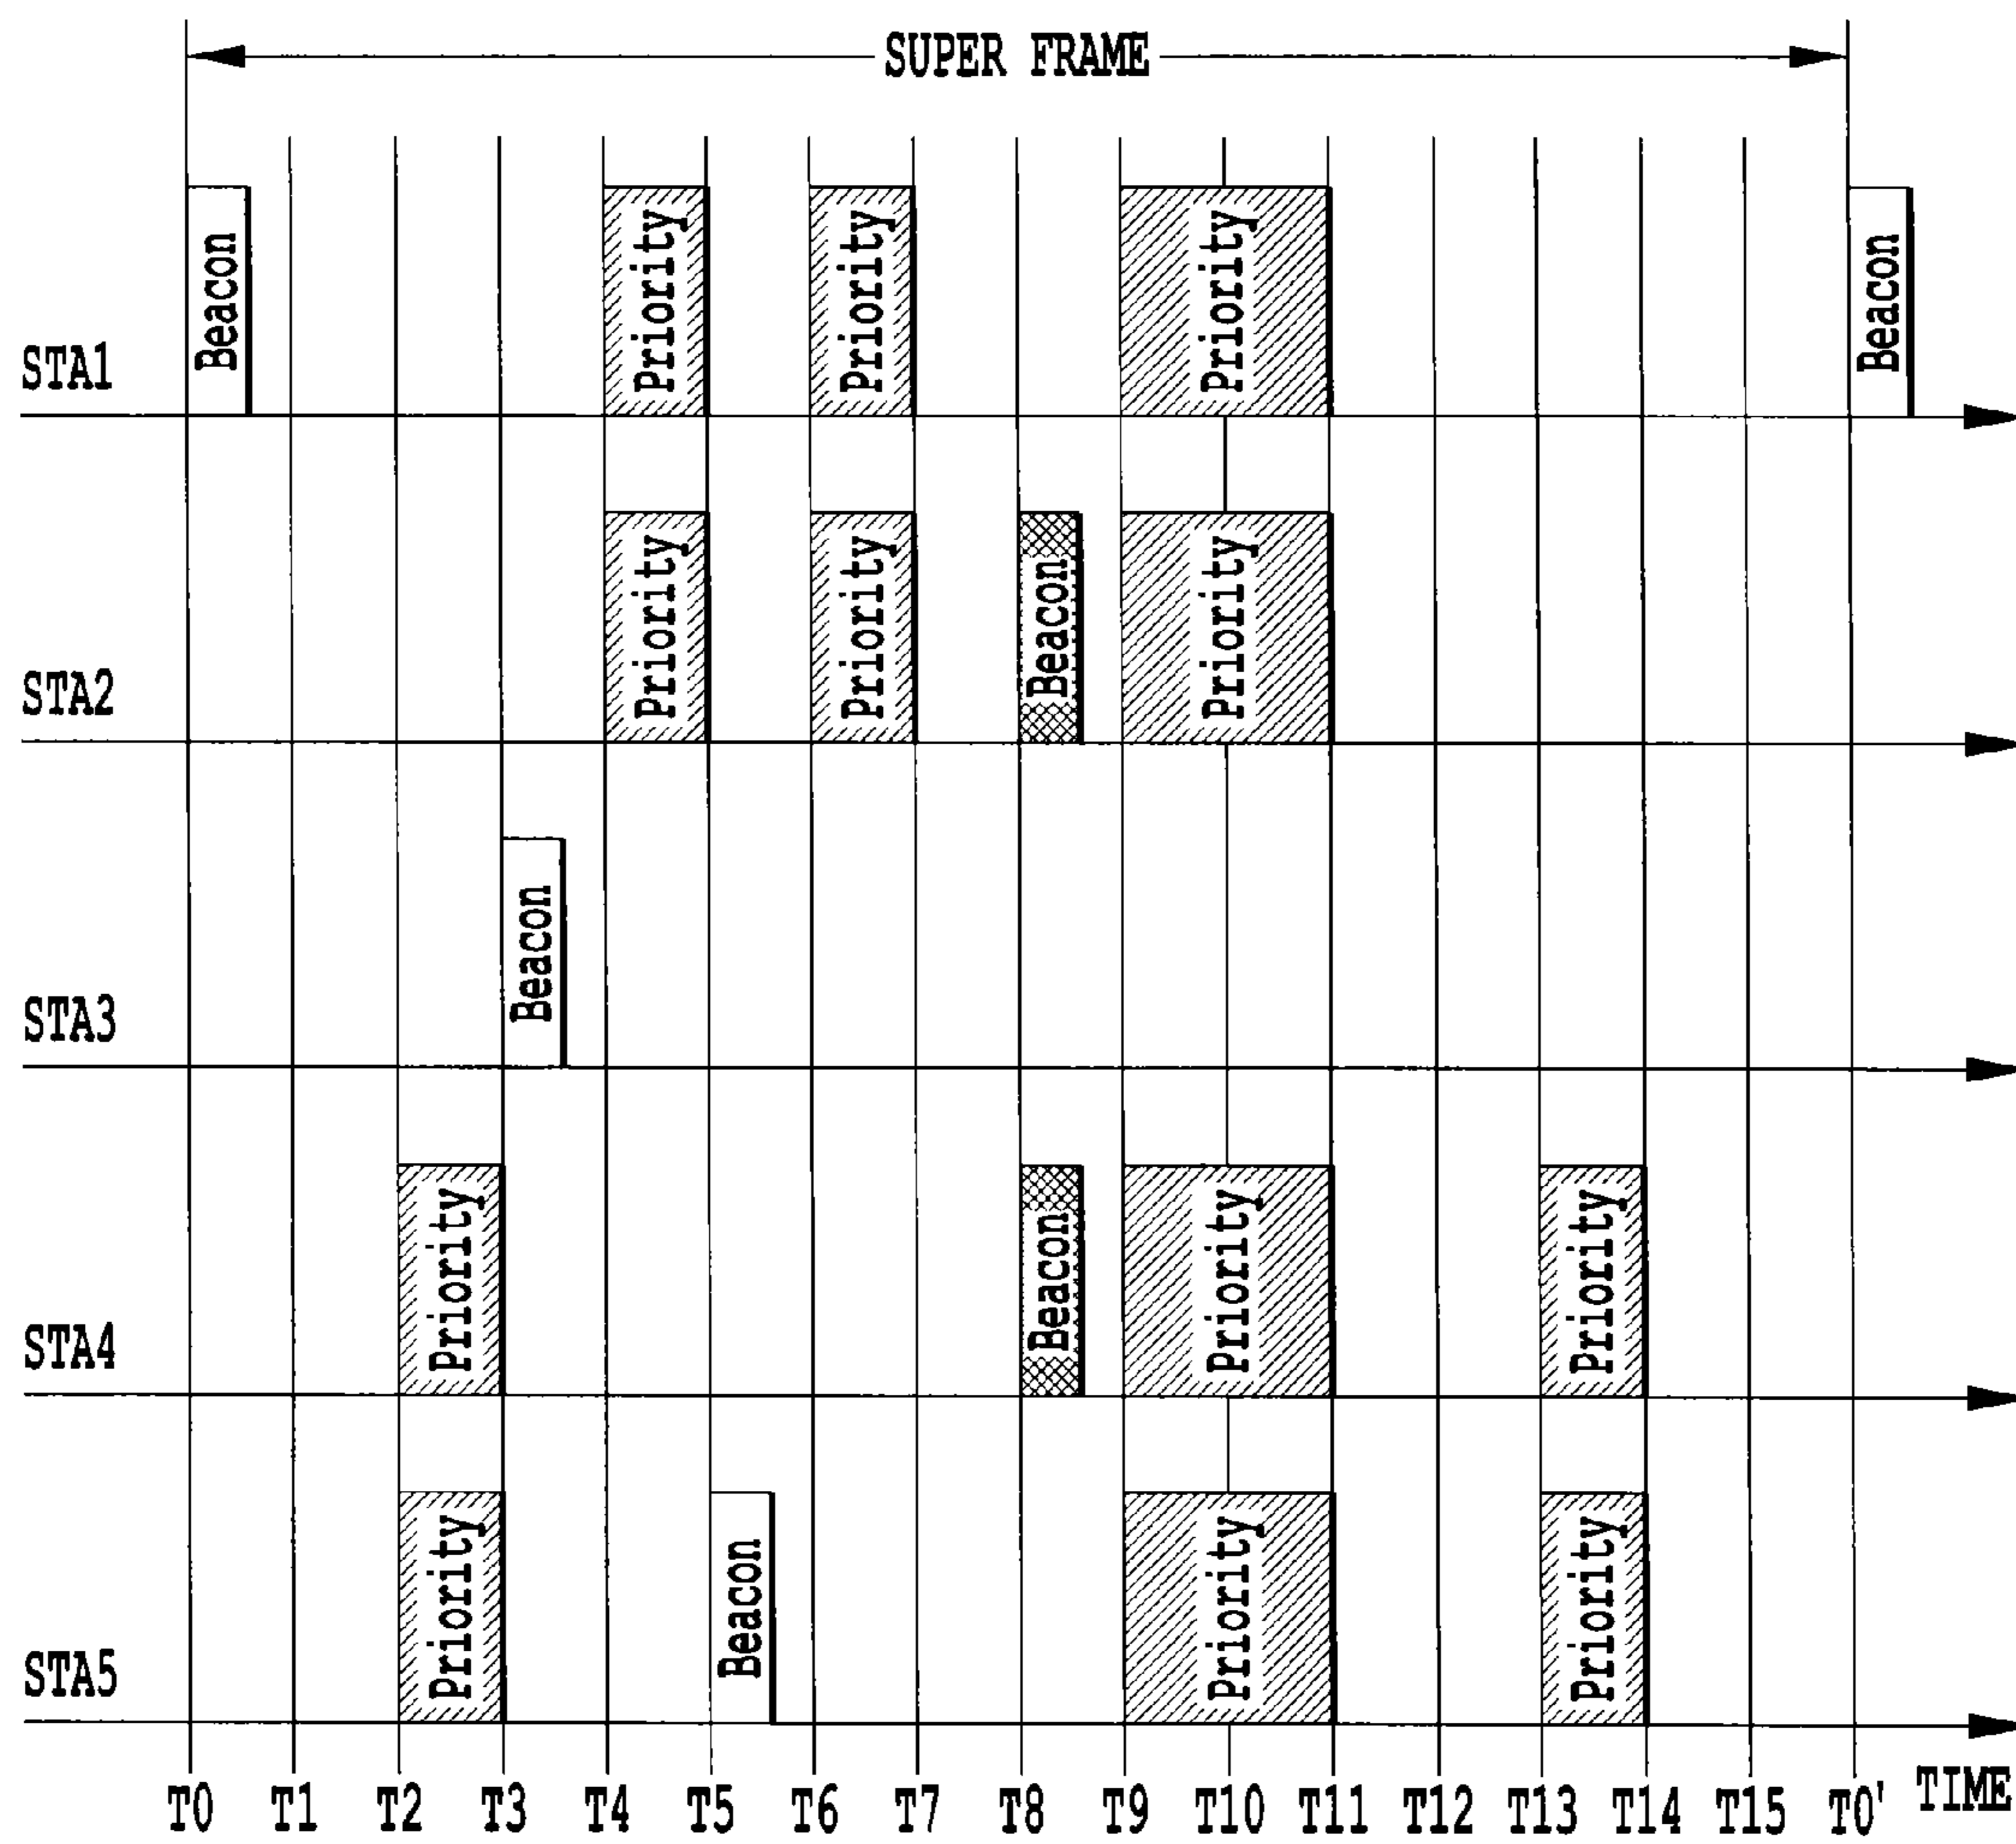 SUPER FRAME
STA1
Beacon
Priority
Priority
Priority
Beacon
STA2
Priority
Priority
Beacon
Priority
STA3
Beacon
STA4
Priority
Beacon
Priority
Priority
STA5
Priority
Beacon
Priority
Priority
T0 T1 T2 T3 T4 T5 T6 T7 T8 T9 T10 T11 T12 T13 T14 T15 T0' TIME